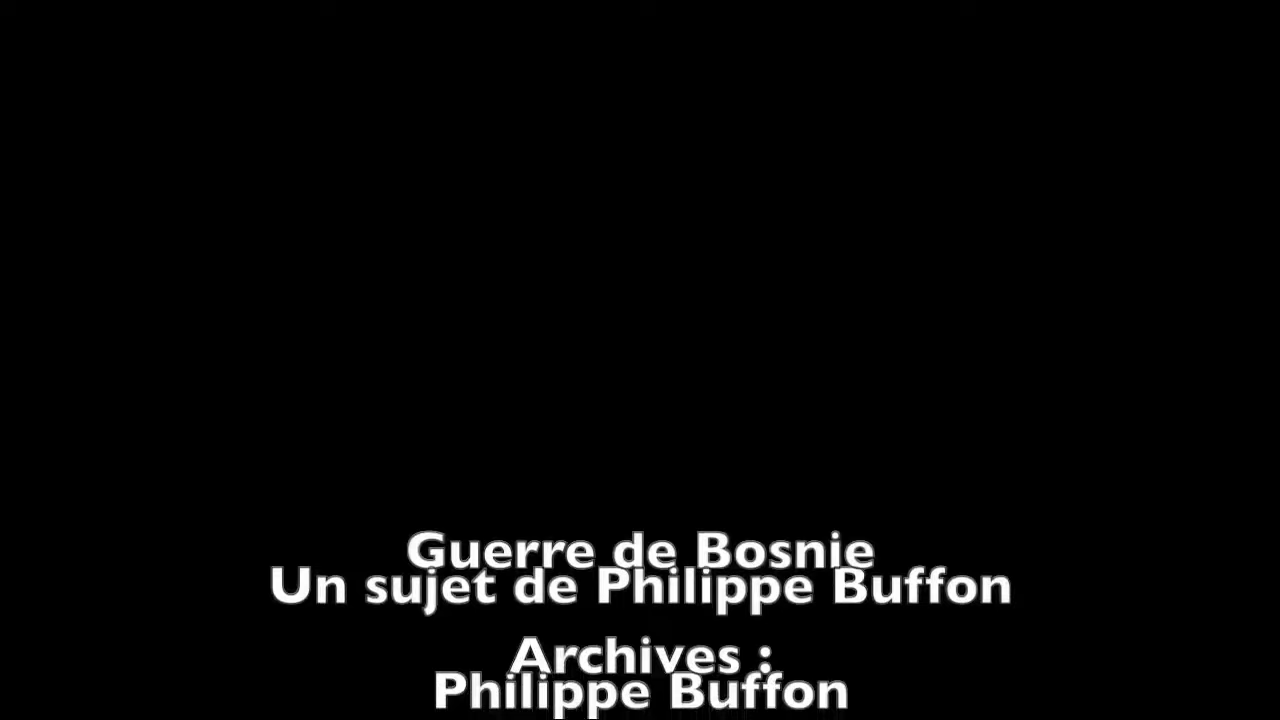 Guerre de Bosnie
Un sujet de Philippe Buffon
Archives :
Philippe Buffon